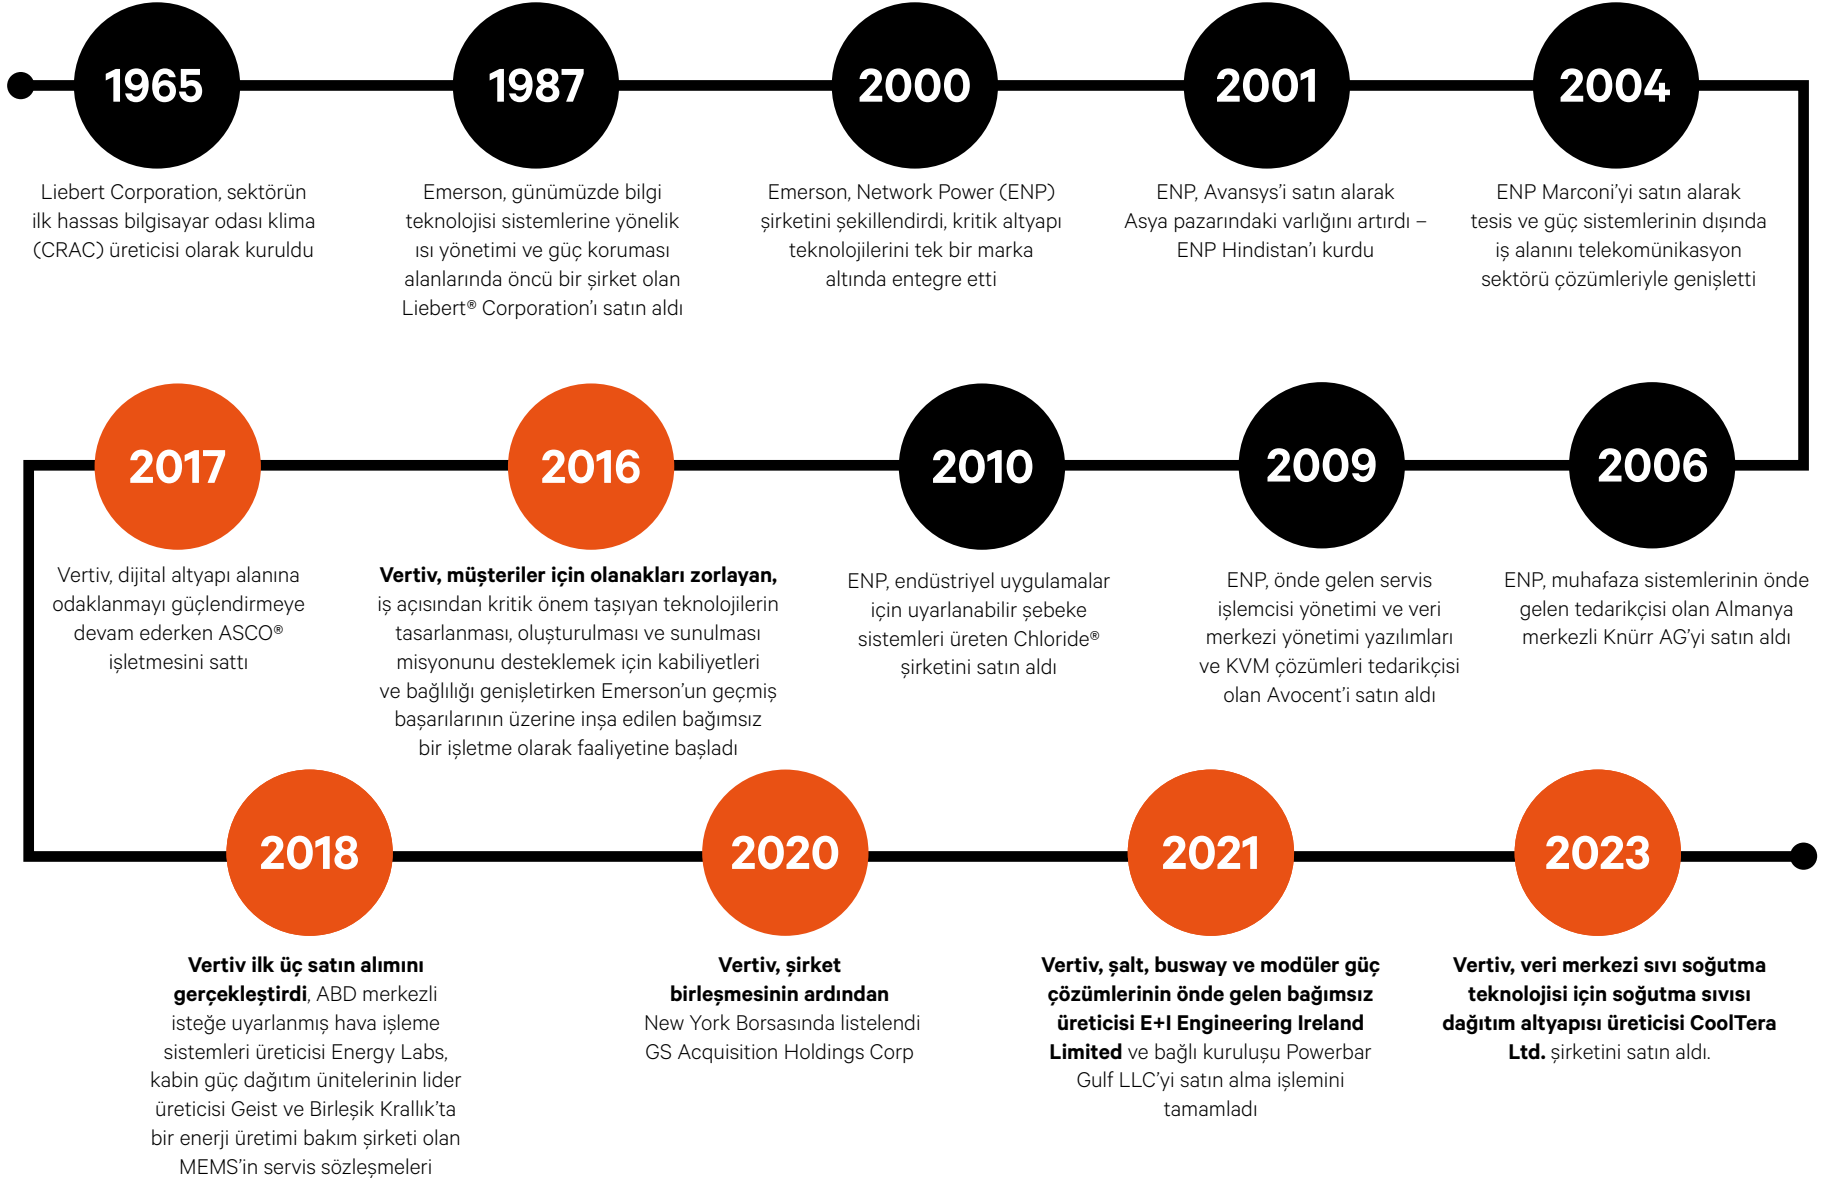 1965
Liebert Corporation, sektörün
ilk hassas bilgisayar odası klima
(CRAC) üreticisi olarak kuruldu
1987
Emerson, günümüzde bilgi
teknolojisi sistemlerine yönelik
ısı yönetimi ve güç koruması
alanlarında öncü bir şirket olan
Liebert® Corporation’ı satın aldı
2000
Emerson, Network Power (ENP)
şirketini şekillendirdi, kritik altyapı
teknolojilerini tek bir marka
altında entegre etti
2001
ENP, Avansys’i satın alarak
Asya pazarındaki varlığını artırdı –
ENP Hindistan’ı kurdu
2004
ENP Marconi’yi satın alarak
tesis ve güç sistemlerinin dışında
iş alanını telekomünikasyon
sektörü çözümleriyle genişletti
2006
ENP, muhafaza sistemlerinin önde
gelen tedarikçisi olan Almanya
merkezli Knürr AG’yi satın aldı
2009
ENP, önde gelen servis
işlemcisi yönetimi ve veri
merkezi yönetimi yazılımları
ve KVM çözümleri tedarikçisi
olan Avocent’i satın aldı
2010
ENP, endüstriyel uygulamalar
için uyarlanabilir şebeke
sistemleri üreten Chloride®
şirketini satın aldı
2016
Vertiv, müşteriler için olanakları zorlayan,
iş açısından kritik önem taşıyan teknolojilerin
tasarlanması, oluşturulması ve sunulması
misyonunu desteklemek için kabiliyetleri
ve bağlılığı genişletirken Emerson’un geçmiş
başarılarının üzerine inşa edilen bağımsız
bir işletme olarak faaliyetine başladı
2017
Vertiv, dijital altyapı alanına
odaklanmayı güçlendirmeye
devam ederken ASCO®
işletmesini sattı
2018
Vertiv ilk üç satın alımını
gerçekleştirdi, ABD merkezli
isteğe uyarlanmış hava işleme
sistemleri üreticisi Energy Labs,
kabin güç dağıtım ünitelerinin lider
üreticisi Geist ve Birleşik Krallık’ta
bir enerji üretimi bakım şirketi olan
MEMS’in servis sözleşmeleri
2020
Vertiv, şirket
birleşmesinin ardından
New York Borsasında listelendi
GS Acquisition Holdings Corp
2021
Vertiv, şalt, busway ve modüler güç
çözümlerinin önde gelen bağımsız
üreticisi E+I Engineering Ireland
Limited ve bağlı kuruluşu Powerbar
Gulf LLC’yi satın alma işlemini
tamamladı
2023
Vertiv, veri merkezi sıvı soğutma
teknolojisi için soğutma sıvısı
dağıtım altyapısı üreticisi CoolTera
Ltd. şirketini satın aldı.